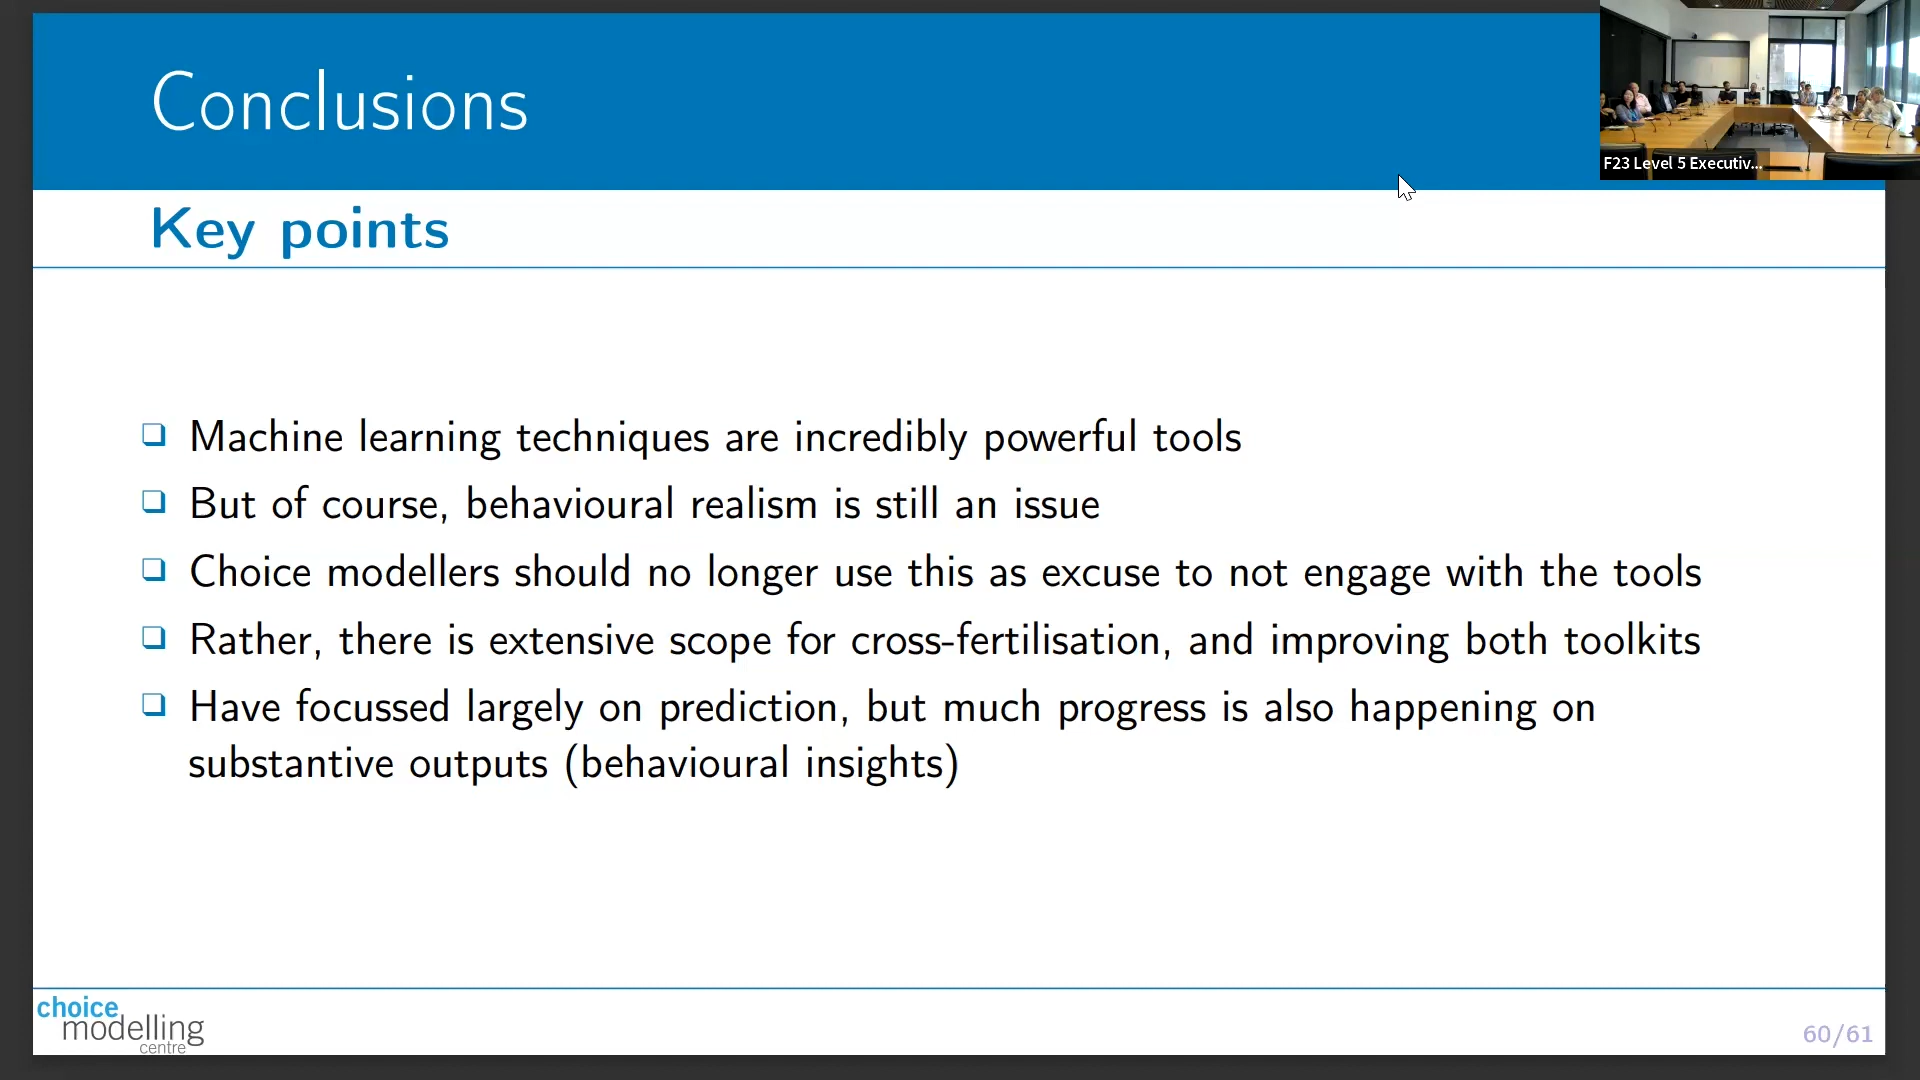 Conclusions
F23 Level 5 Executiv...
Key points
Machine learning techniques are incredibly powerful tools
But of course, behavioural realism is still an issue
Choice modellers should no longer use this as excuse to not engage with the tools
Rather, there is extensive scope for cross-fertilisation, and improving both toolkits
Have focussed largely on prediction, but much progress is also happening on
substantive outputs (behavioural insights)
choice
modelling
centre
60/61